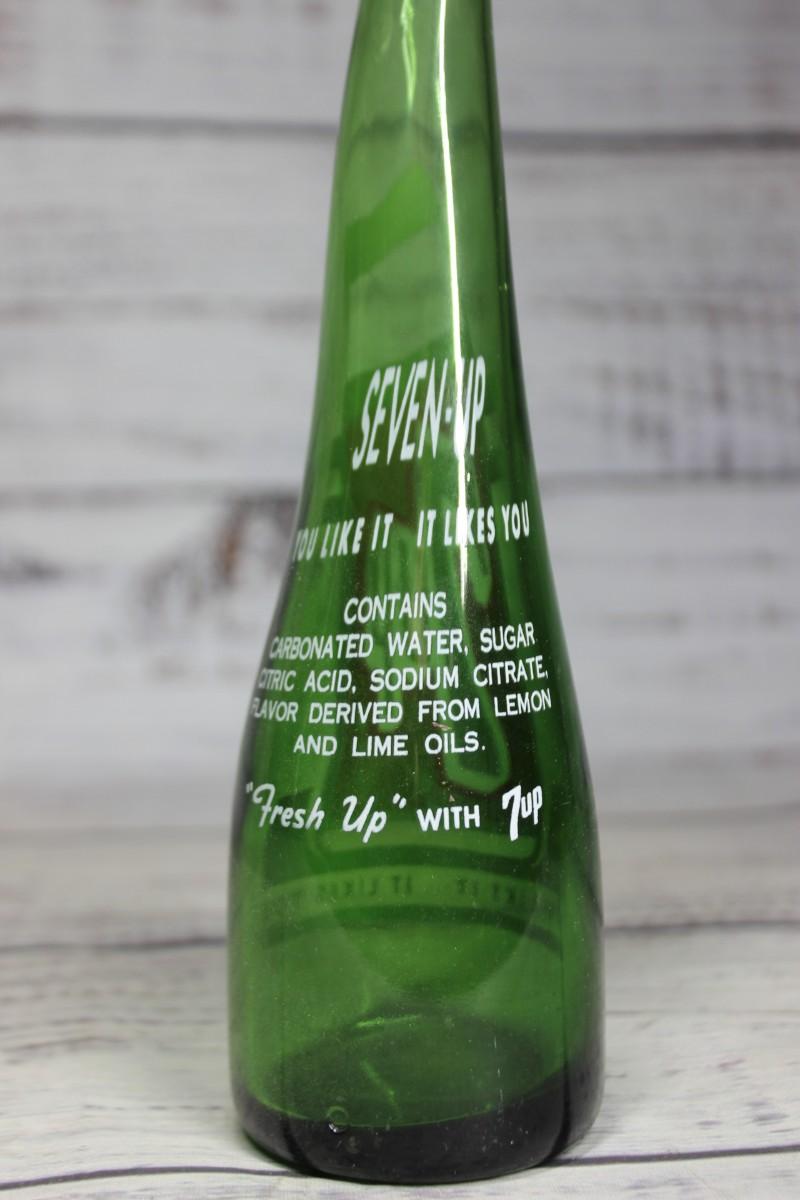 SEVEN-UP
YOU LIKE IT IT LIKES YOU
CONTAINS
CARBONATED WATER, SUGAR
CITRIC ACID, SODIUM CITRATE,
FLAVOR DERIVED FROM LEMON
AND LIME OILS.
"Fresh Up" WITH 7up